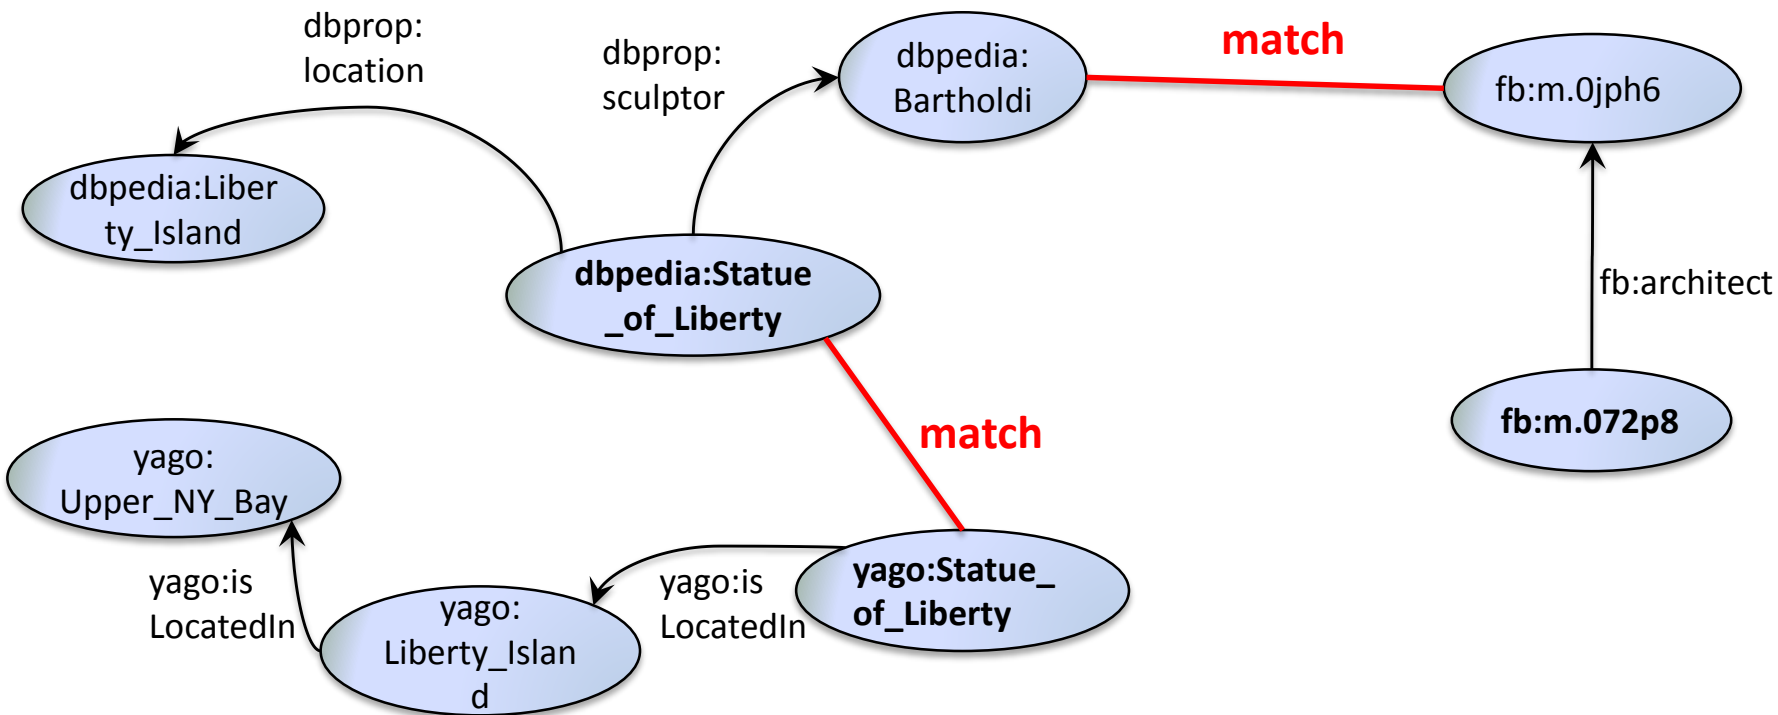 dbprop:
location
dbprop:
sculptor
dbpedia:
Bartholdi
match
fb:m.0jph6
dbpedia:Liber
ty_Island
dbpedia:Statue
_of_Liberty
fb:architect
fb:m.072p8
match
yago:
Upper_NY_Bay
yago:is
LocatedIn
yago:
Liberty_Islan
d
yago:is
LocatedIn
yago:Statue_
of_Liberty